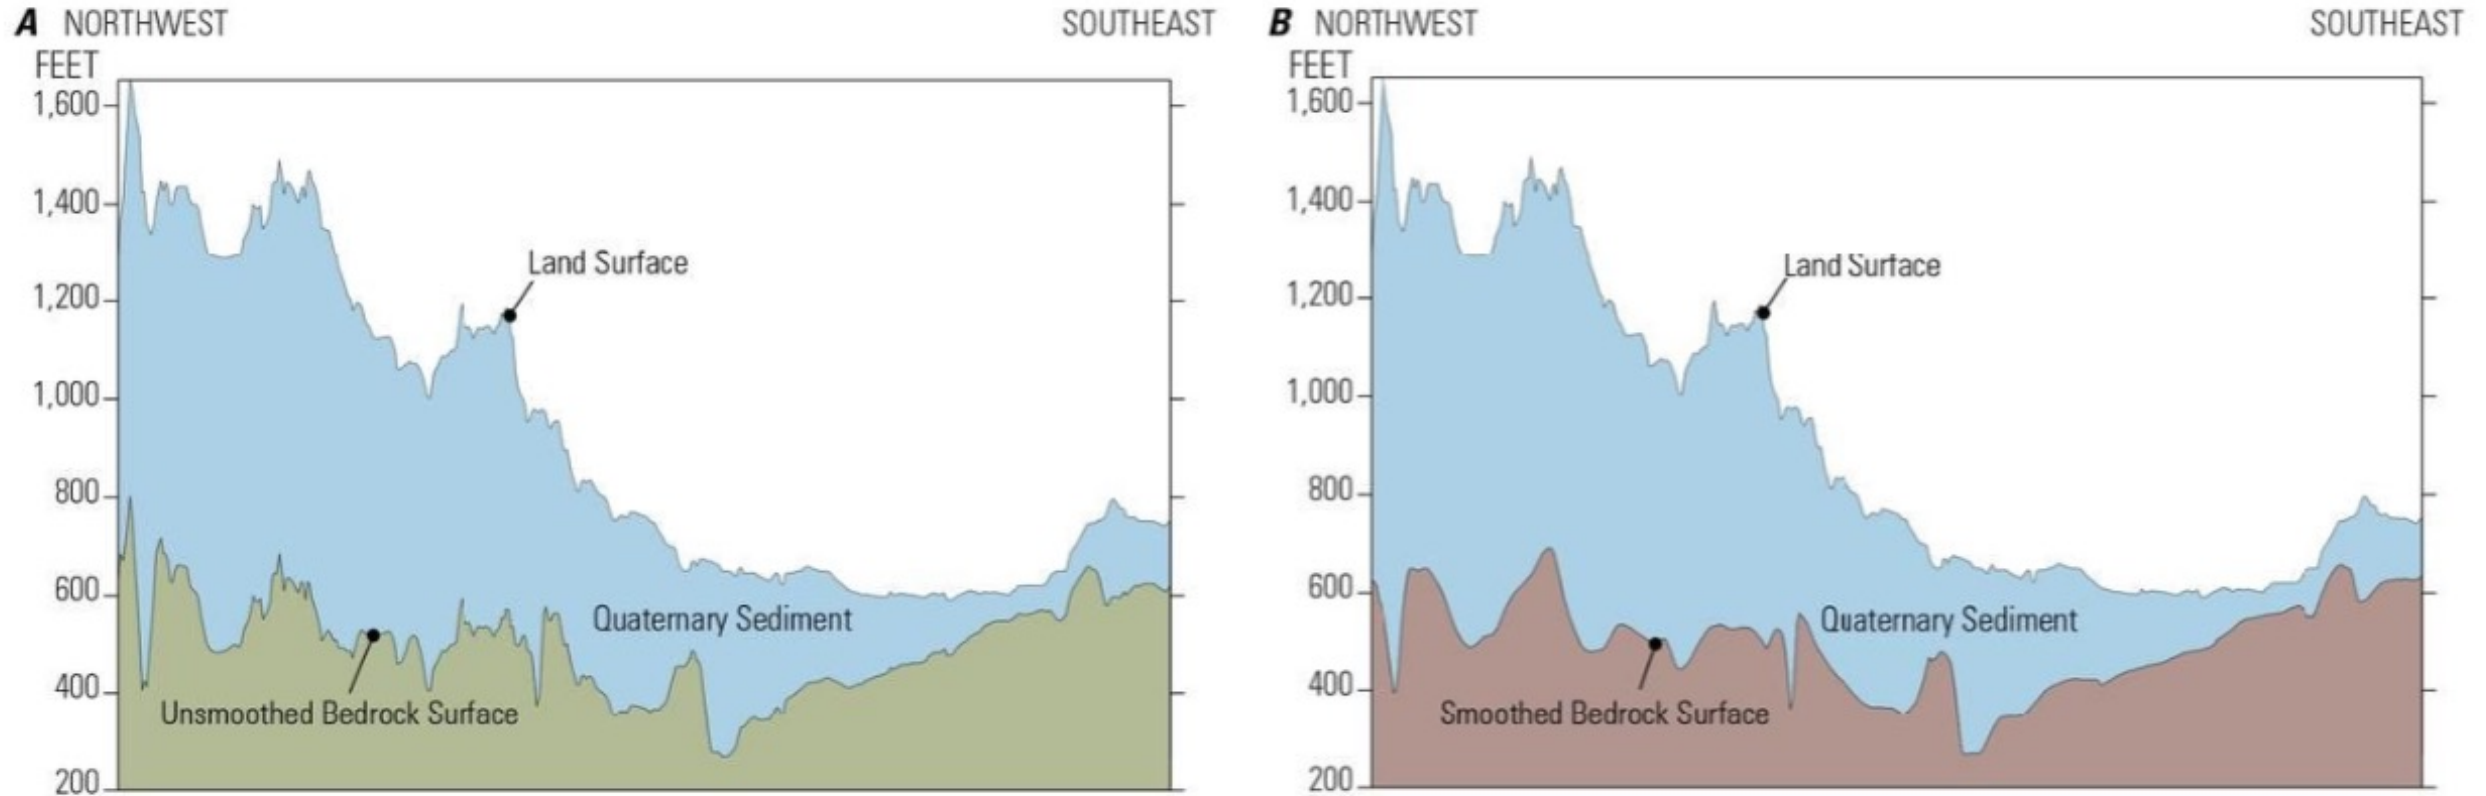 A NORTHWEST
SOUTHEAST
FEET
1,600
1,400
1,200
1,000
800
600
400
200
Land Surface
Quaternary Sediment
Unsmoothed Bedrock Surface
B NORTHWEST
SOUTHEAST
FEET
1,600
1,400
1,200
1,000
800
600
400
200
Land Surface
Quaternary Sediment
Smoothed Bedrock Surface